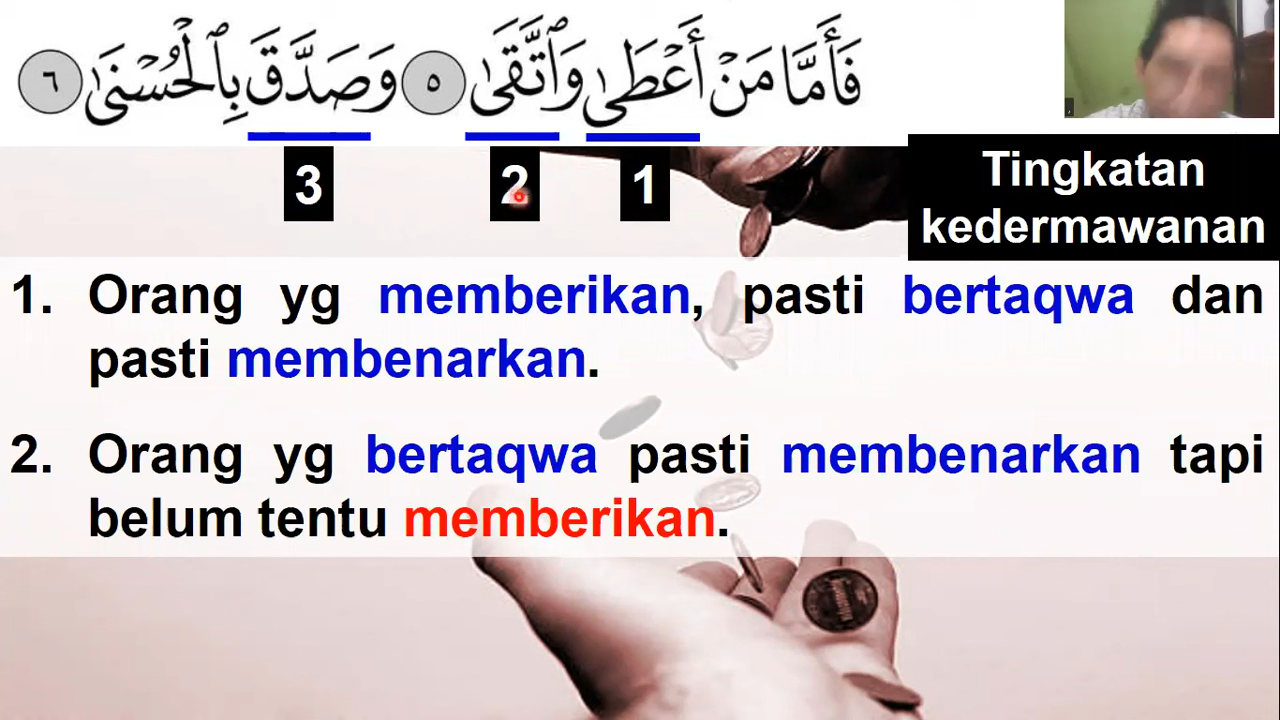 فَأَمَّا مَنْ أَعْطَىٰ وَٱتَّقَىٰ ٥ وَصَدَّقَ بِٱلْحُسْنَىٰ ٦
3 2 1
Tingkatan
kedermawanan
1. Orang yg memberikan, pasti bertaqwa dan
pasti membenarkan.
2. Orang yg bertaqwa pasti membenarkan tapi
belum tentu memberikan.